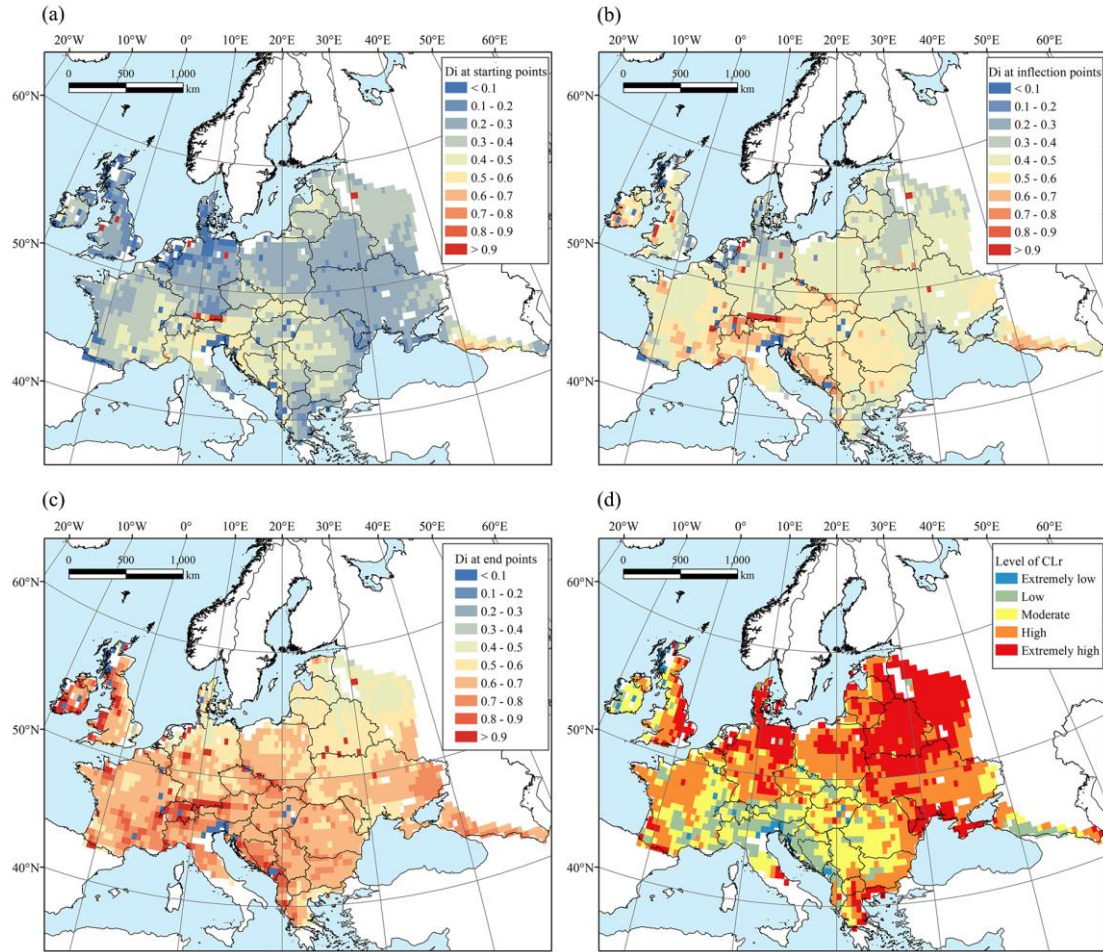 (a)
20°W 10°W 0° 10°E 20°E 30°E 40°E 50°E 60°E
0 500 1,000
km
60°N
50°N
40°N
Di at starting points
< 0.1
0.1 - 0.2
0.2 - 0.3
0.3 - 0.4
0.4 - 0.5
0.5 - 0.6
0.6 - 0.7
0.7 - 0.8
0.8 - 0.9
> 0.9
(b)
20°W 10°W 0° 10°E 20°E 30°E 40°E 50°E 60°E
0 500 1,000
km
60°N
50°N
40°N
Di at inflection points
< 0.1
0.1 - 0.2
0.2 - 0.3
0.3 - 0.4
0.4 - 0.5
0.5 - 0.6
0.6 - 0.7
0.7 - 0.8
0.8 - 0.9
> 0.9
(c)
20°W 10°W 0° 10°E 20°E 30°E 40°E 50°E 60°E
0 500 1,000
km
60°N
50°N
40°N
Di at end points
< 0.1
0.1 - 0.2
0.2 - 0.3
0.3 - 0.4
0.4 - 0.5
0.5 - 0.6
0.6 - 0.7
0.7 - 0.8
0.8 - 0.9
> 0.9
(d)
20°W 10°W 0° 10°E 20°E 30°E 40°E 50°E 60°E
0 500 1,000
km
60°N
50°N
40°N
Level of CLr
Extremely low
Low
Moderate
High
Extremely high